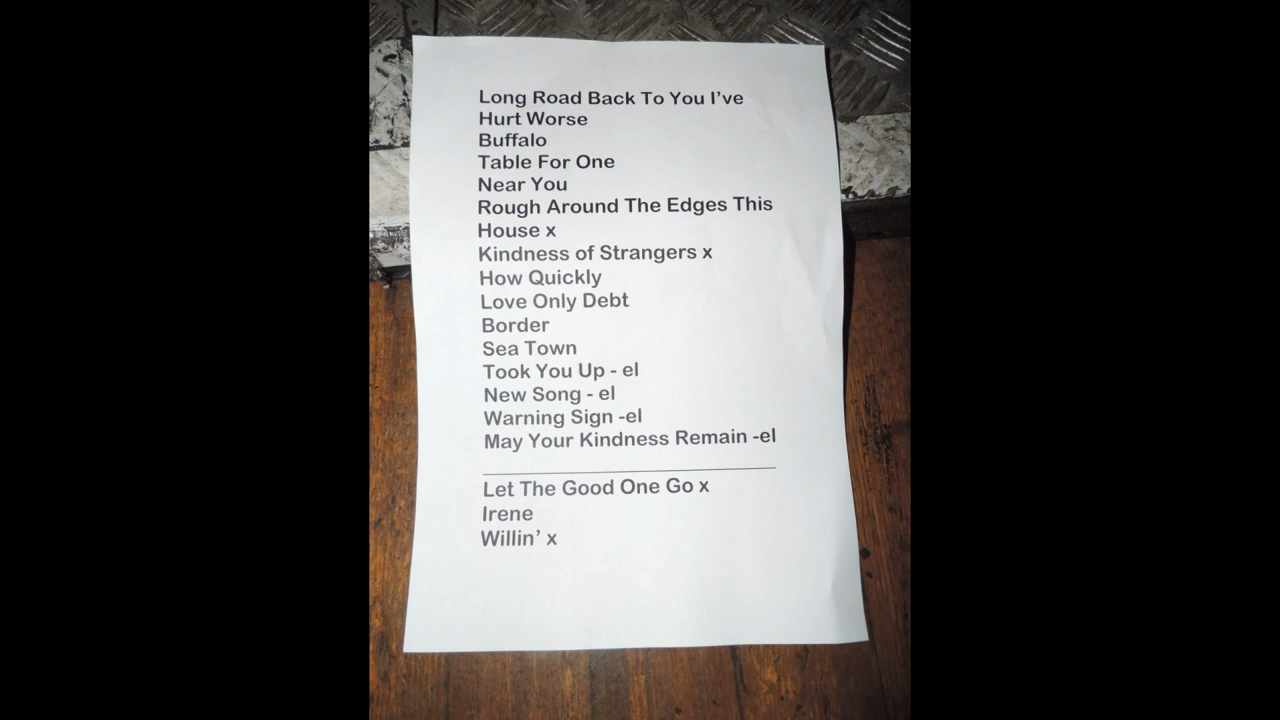 Long Road Back To You I’ve
Hurt Worse
Buffalo
Table For One
Near You
Rough Around The Edges This
House x
Kindness of Strangers x
How Quickly
Love Only Debt
Border
Sea Town
Took You Up - el
New Song - el
Warning Sign -el
May Your Kindness Remain -el
Let The Good One Go x
Irene
Willin’ x